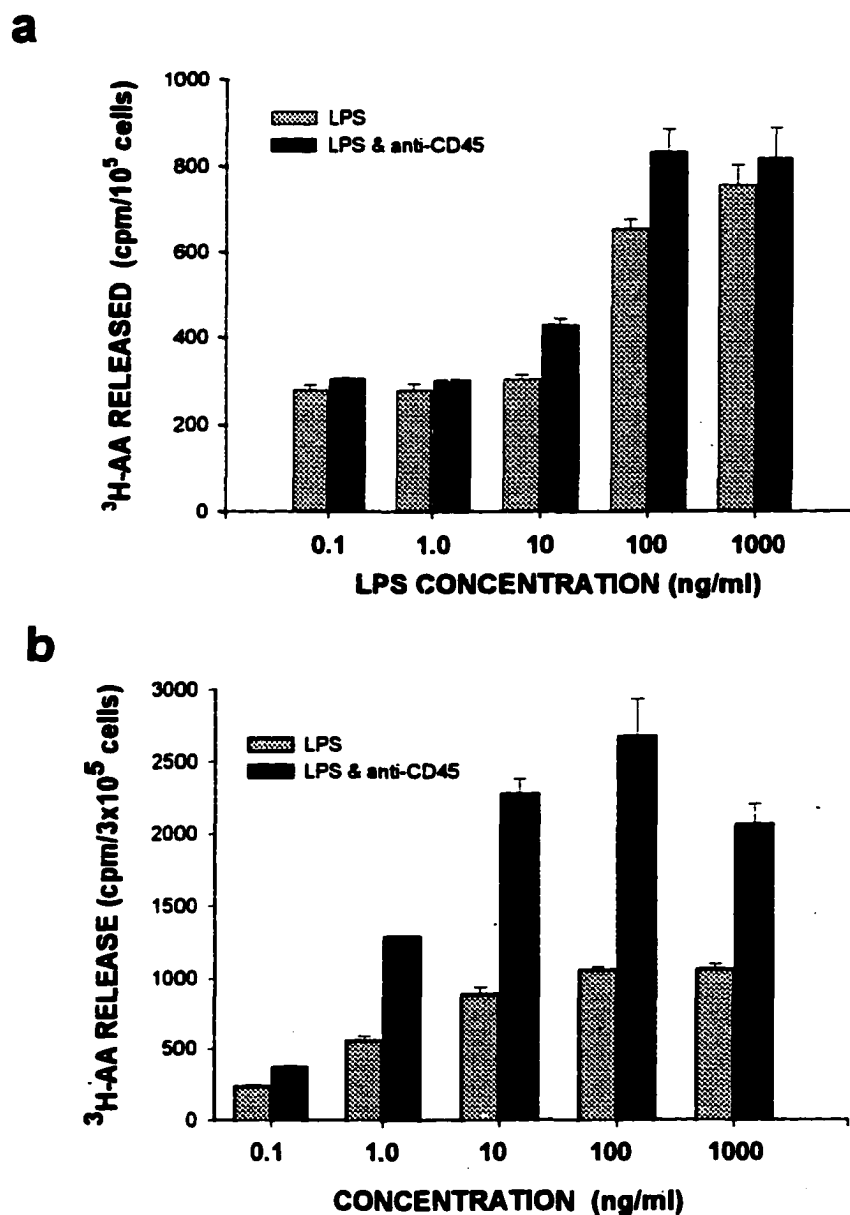 a
1000
800
600
400
200
0
LPS
LPS & anti-CD45
³H-AA RELEASED (cpm/10⁵ cells)
0.1 1.0 10 100 1000
LPS CONCENTRATION (ng/ml)
b
3000
2500
2000
1500
1000
500
0
LPS
LPS & anti-CD45
³H-AA RELEASE (cpm/3x10⁵ cells)
0.1 1.0 10 100 1000
CONCENTRATION (ng/ml)